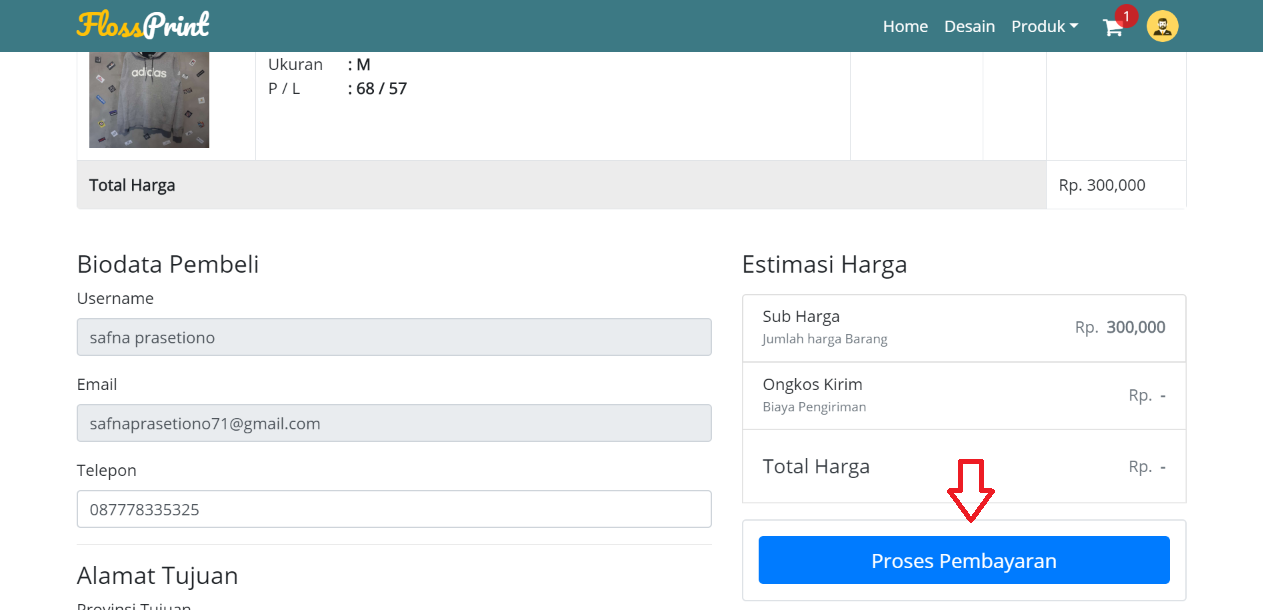 FlossPrint
Home Desain Produk 1
adidas
Ukuran : M
P / L : 68 / 57
Total Harga Rp. 300,000
Biodata Pembeli
Username
safna prasetiono
Email
safnaprasetiono71@gmail.com
Telepon
087778335325
Alamat Tujuan
Provinsi Tujuan
Estimasi Harga
Sub Harga Rp. 300,000
Jumlah harga Barang
Ongkos Kirim Rp. -
Biaya Pengiriman
Total Harga Rp. -
Proses Pembayaran